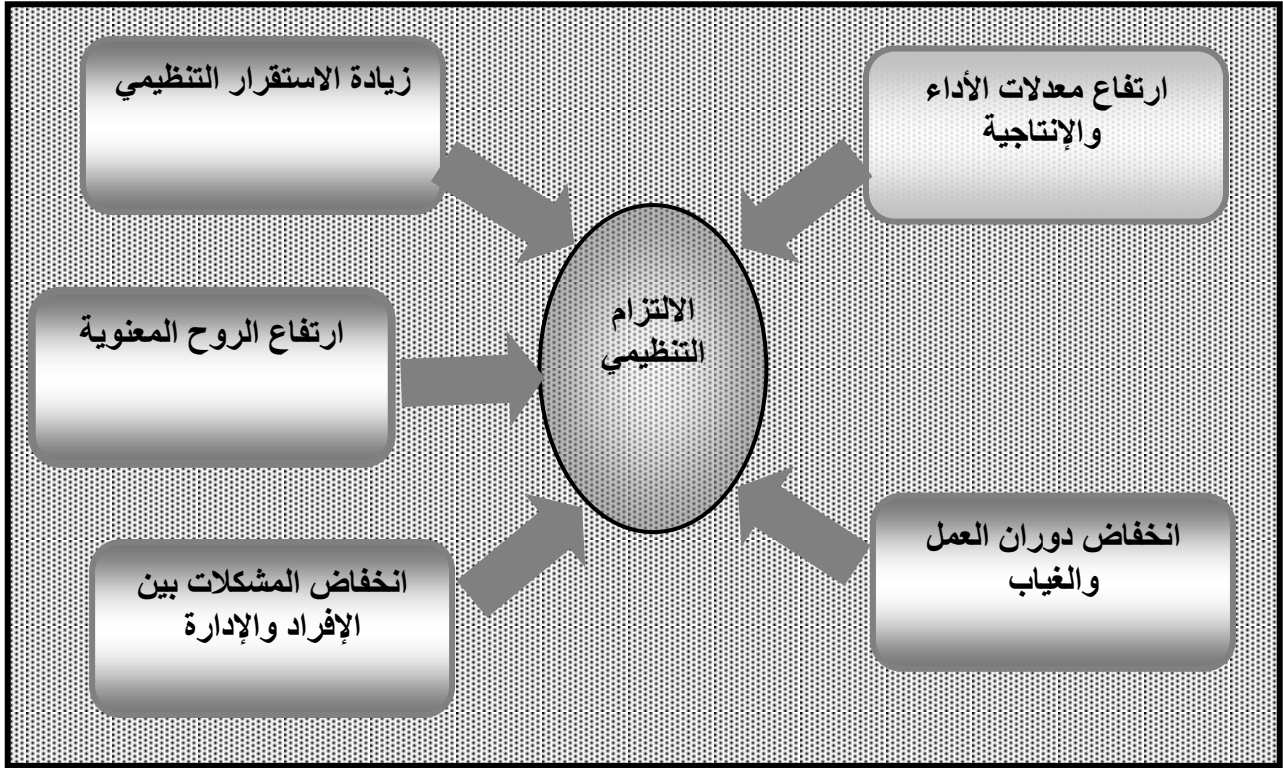 ارتفاع معدلات الأداء
والإنتاجية
زيادة الاستقرار التنظيمي
الالتزام
التنظيمي
ارتفاع الروح المعنوية
انخفاض دوران العمل
والغياب
انخفاض المشكلات بين
الإفراد والإدارة